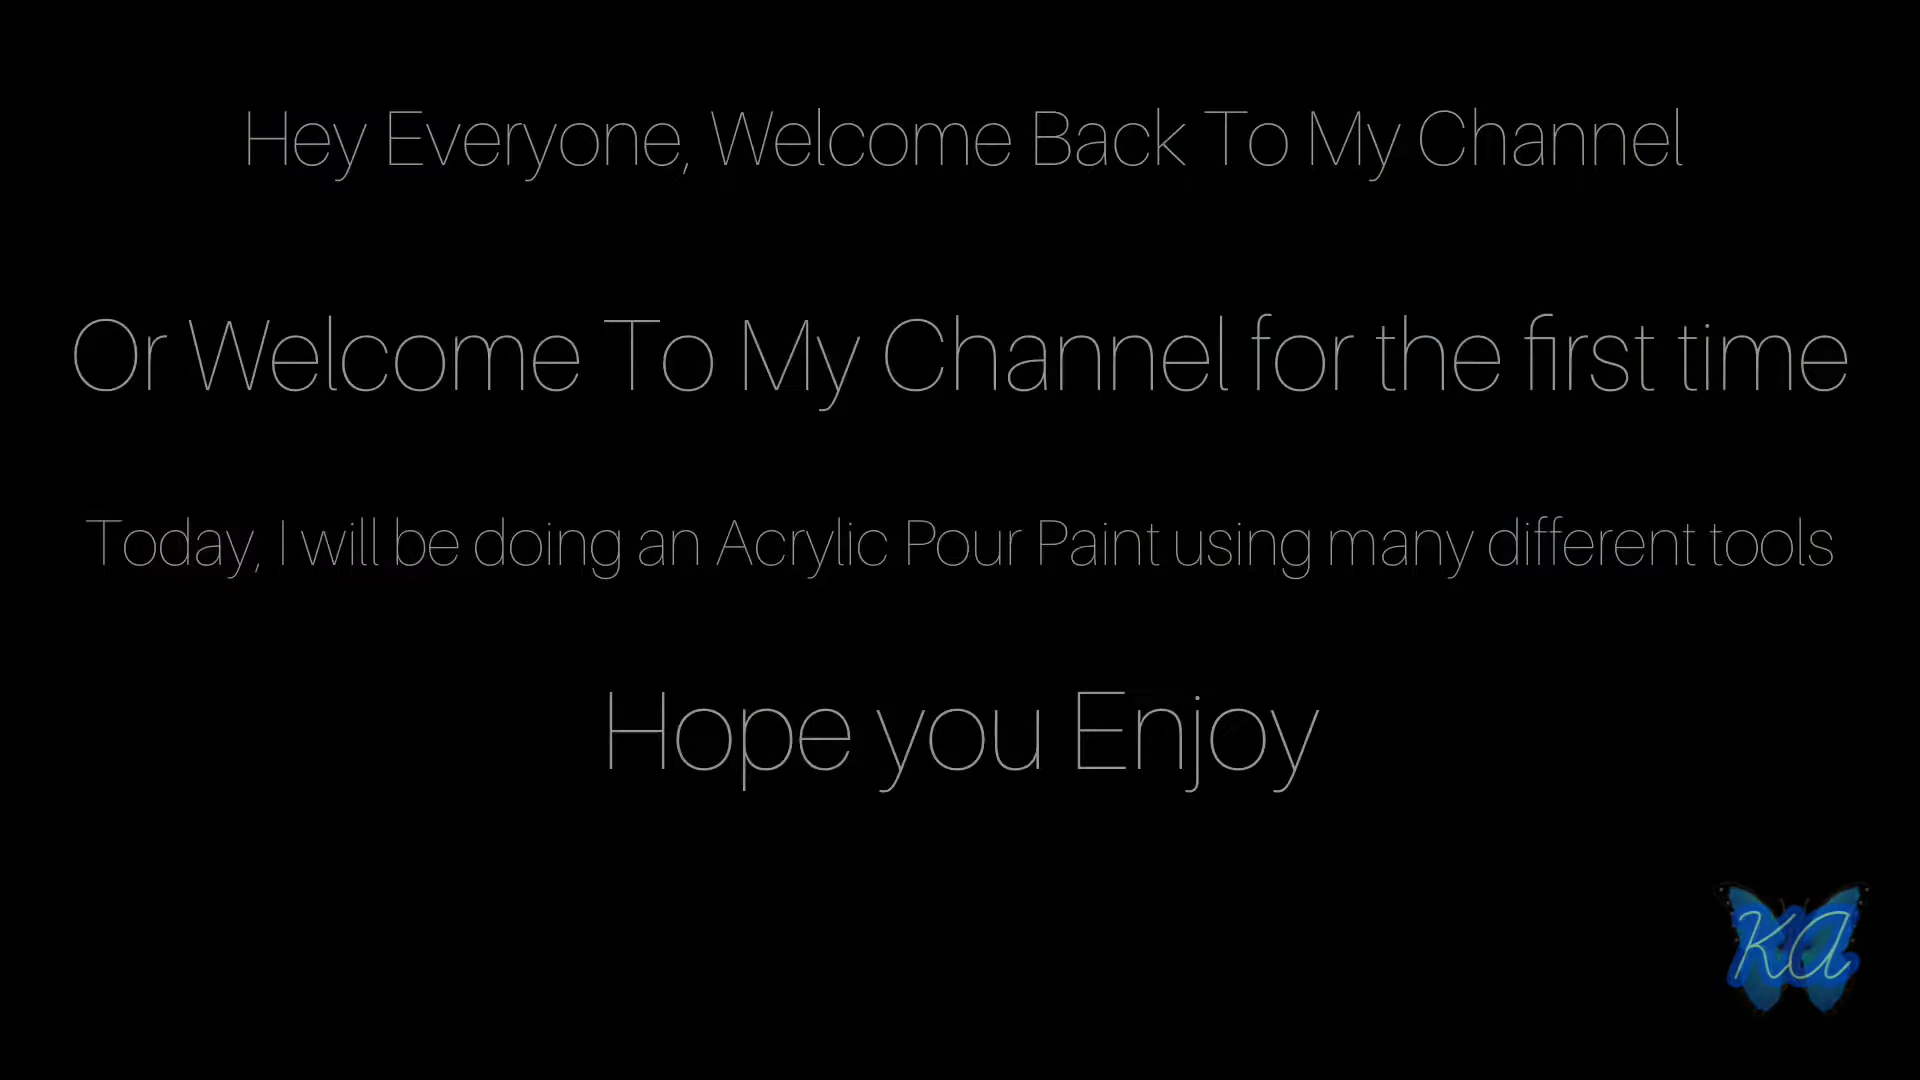 Hey Everyone, Welcome Back To My Channel
Or Welcome To My Channel for the first time
Today, I will be doing an Acrylic Pour Paint using many different tools
Hope you Enjoy
KA